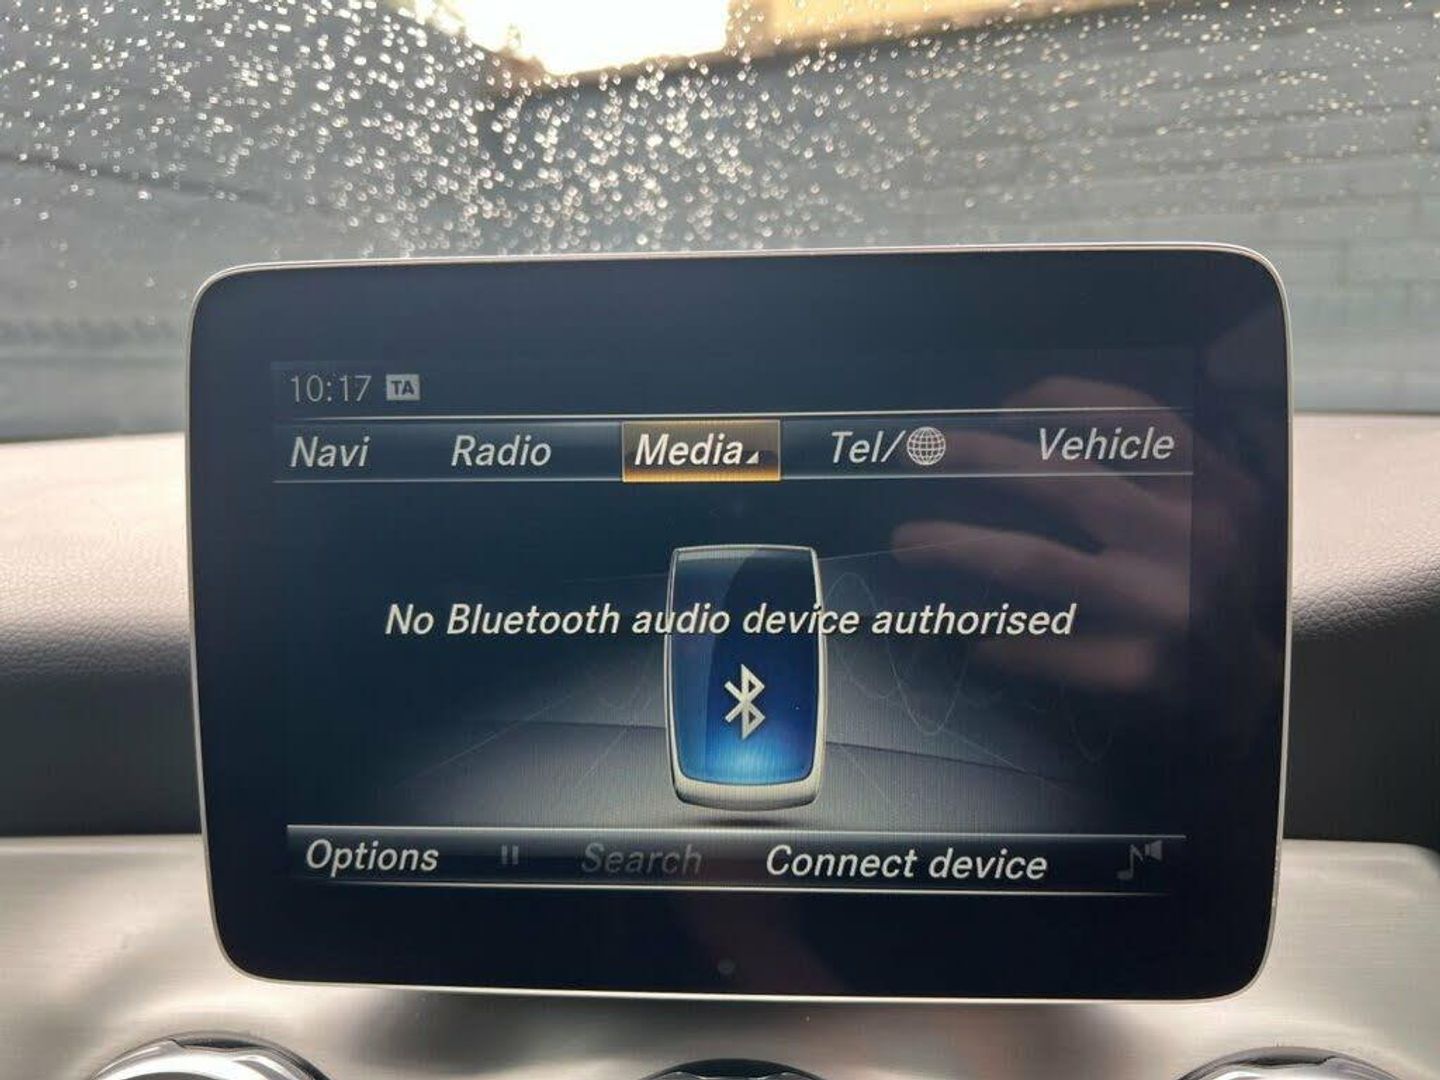 10:17 TA
Navi Radio Media Tel/ Vehicle
No Bluetooth audio device authorised
Options Search Connect device